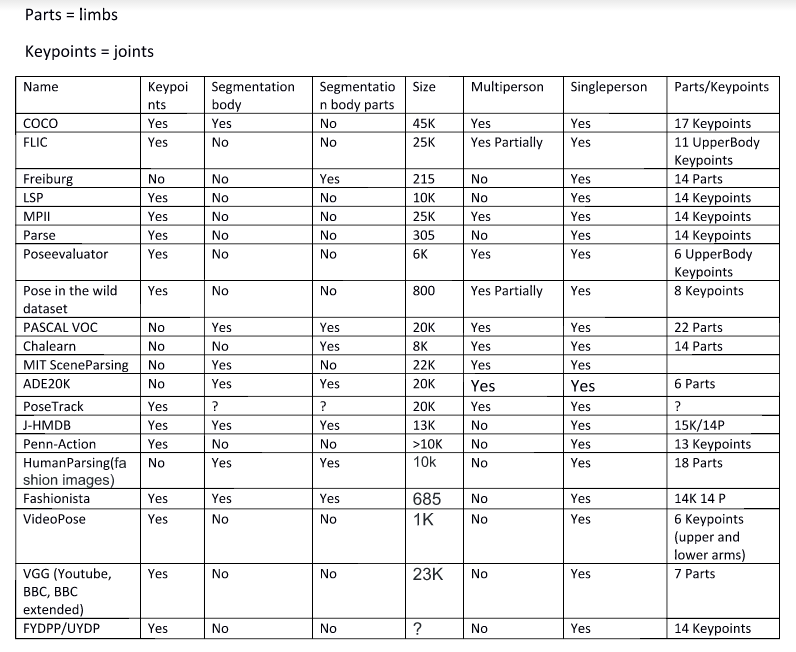 Parts = limbs
Keypoints = joints
Name Keypoi Segmentation Segmentatio Size Multiperson Singleperson Parts/Keypoints
nts body n body parts
COCO Yes Yes No 45K Yes Yes 17 Keypoints
FLIC Yes No No 25K Yes Partially Yes 11 UpperBody
Keypoints
Freiburg No No Yes 215 No Yes 14 Parts
LSP Yes No No 10K No Yes 14 Keypoints
MPII Yes No No 25K Yes Yes 14 Keypoints
Parse Yes No No 305 No Yes 14 Keypoints
Poseevaluator Yes No No 6K Yes Yes 6 UpperBody
Keypoints
Pose in the wild Yes No No 800 Yes Partially Yes 8 Keypoints
dataset
PASCAL VOC No Yes Yes 20K Yes Yes 22 Parts
Chalearn No No Yes 8K Yes Yes 14 Parts
MIT SceneParsing No Yes No 22K Yes Yes
ADE20K No Yes Yes 20K Yes Yes 6 Parts
PoseTrack Yes ? ? 20K Yes Yes ?
J-HMDB Yes Yes Yes 13K No Yes 15K/14P
Penn-Action Yes No No >10K No Yes 13 Keypoints
HumanParsing(fa No Yes Yes 10k No Yes 18 Parts
shion images)
Fashionista Yes Yes Yes 685 No Yes 14K 14 P
VideoPose Yes No No 1K No Yes 6 Keypoints
(upper and
lower arms)
VGG (Youtube, Yes No No 23K No Yes 7 Parts
BBC, BBC
extended)
FYDPP/UYDP Yes No No ? No Yes 14 Keypoints